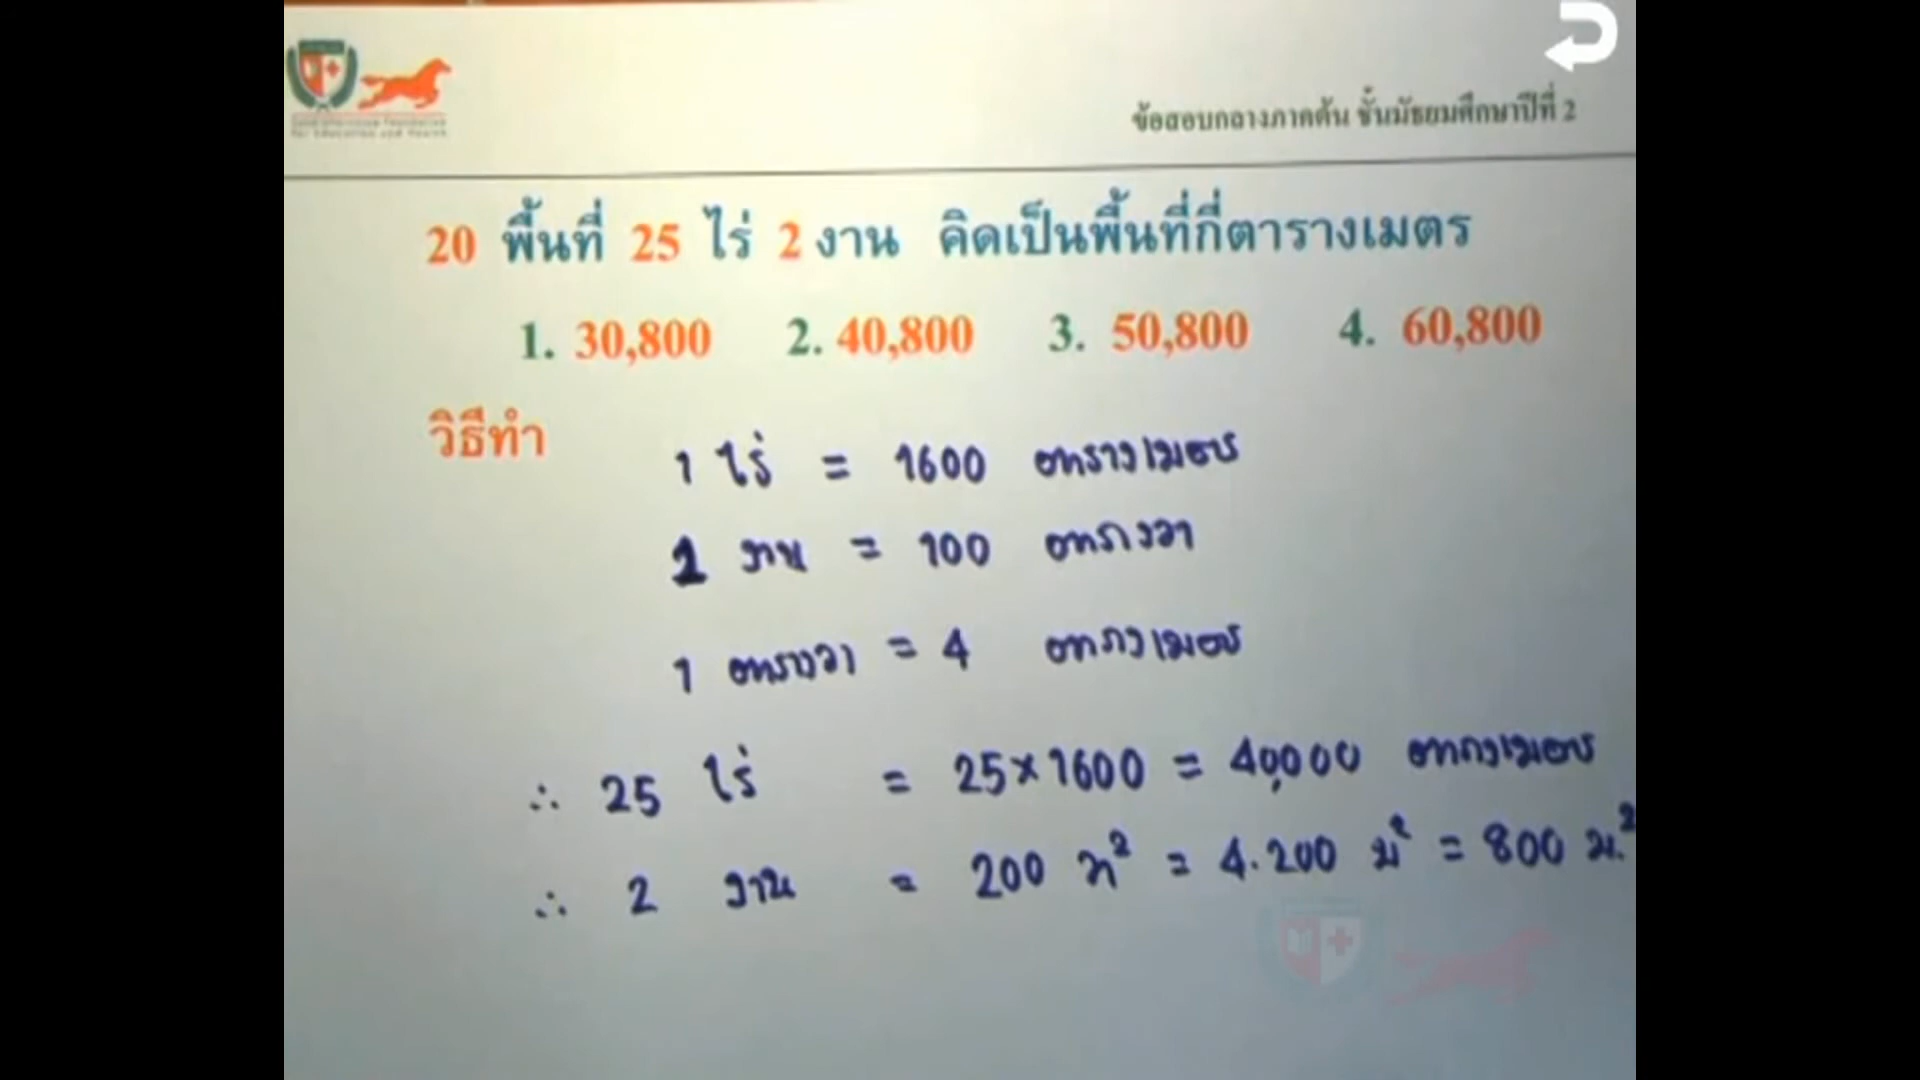 ข้อสอบกลางภาคต้น ชั้นมัธยมศึกษาปีที่ 2
20 พื้นที่ 25 ไร่ 2 งาน คิดเป็นพื้นที่กี่ตารางเมตร
1. 30,800 2. 40,800 3. 50,800 4. 60,800
วิธีทำ
1 ไร่ = 1600 ตารางเมตร
1 งาน = 100 ตารางวา
1 ตารางวา = 4 ตารางเมตร
∴ 25 ไร่ = 25×1600 = 40,000 ตารางเมตร
∴ 2 งาน = 200 ว² = 4.200 ม² = 800 ม.²